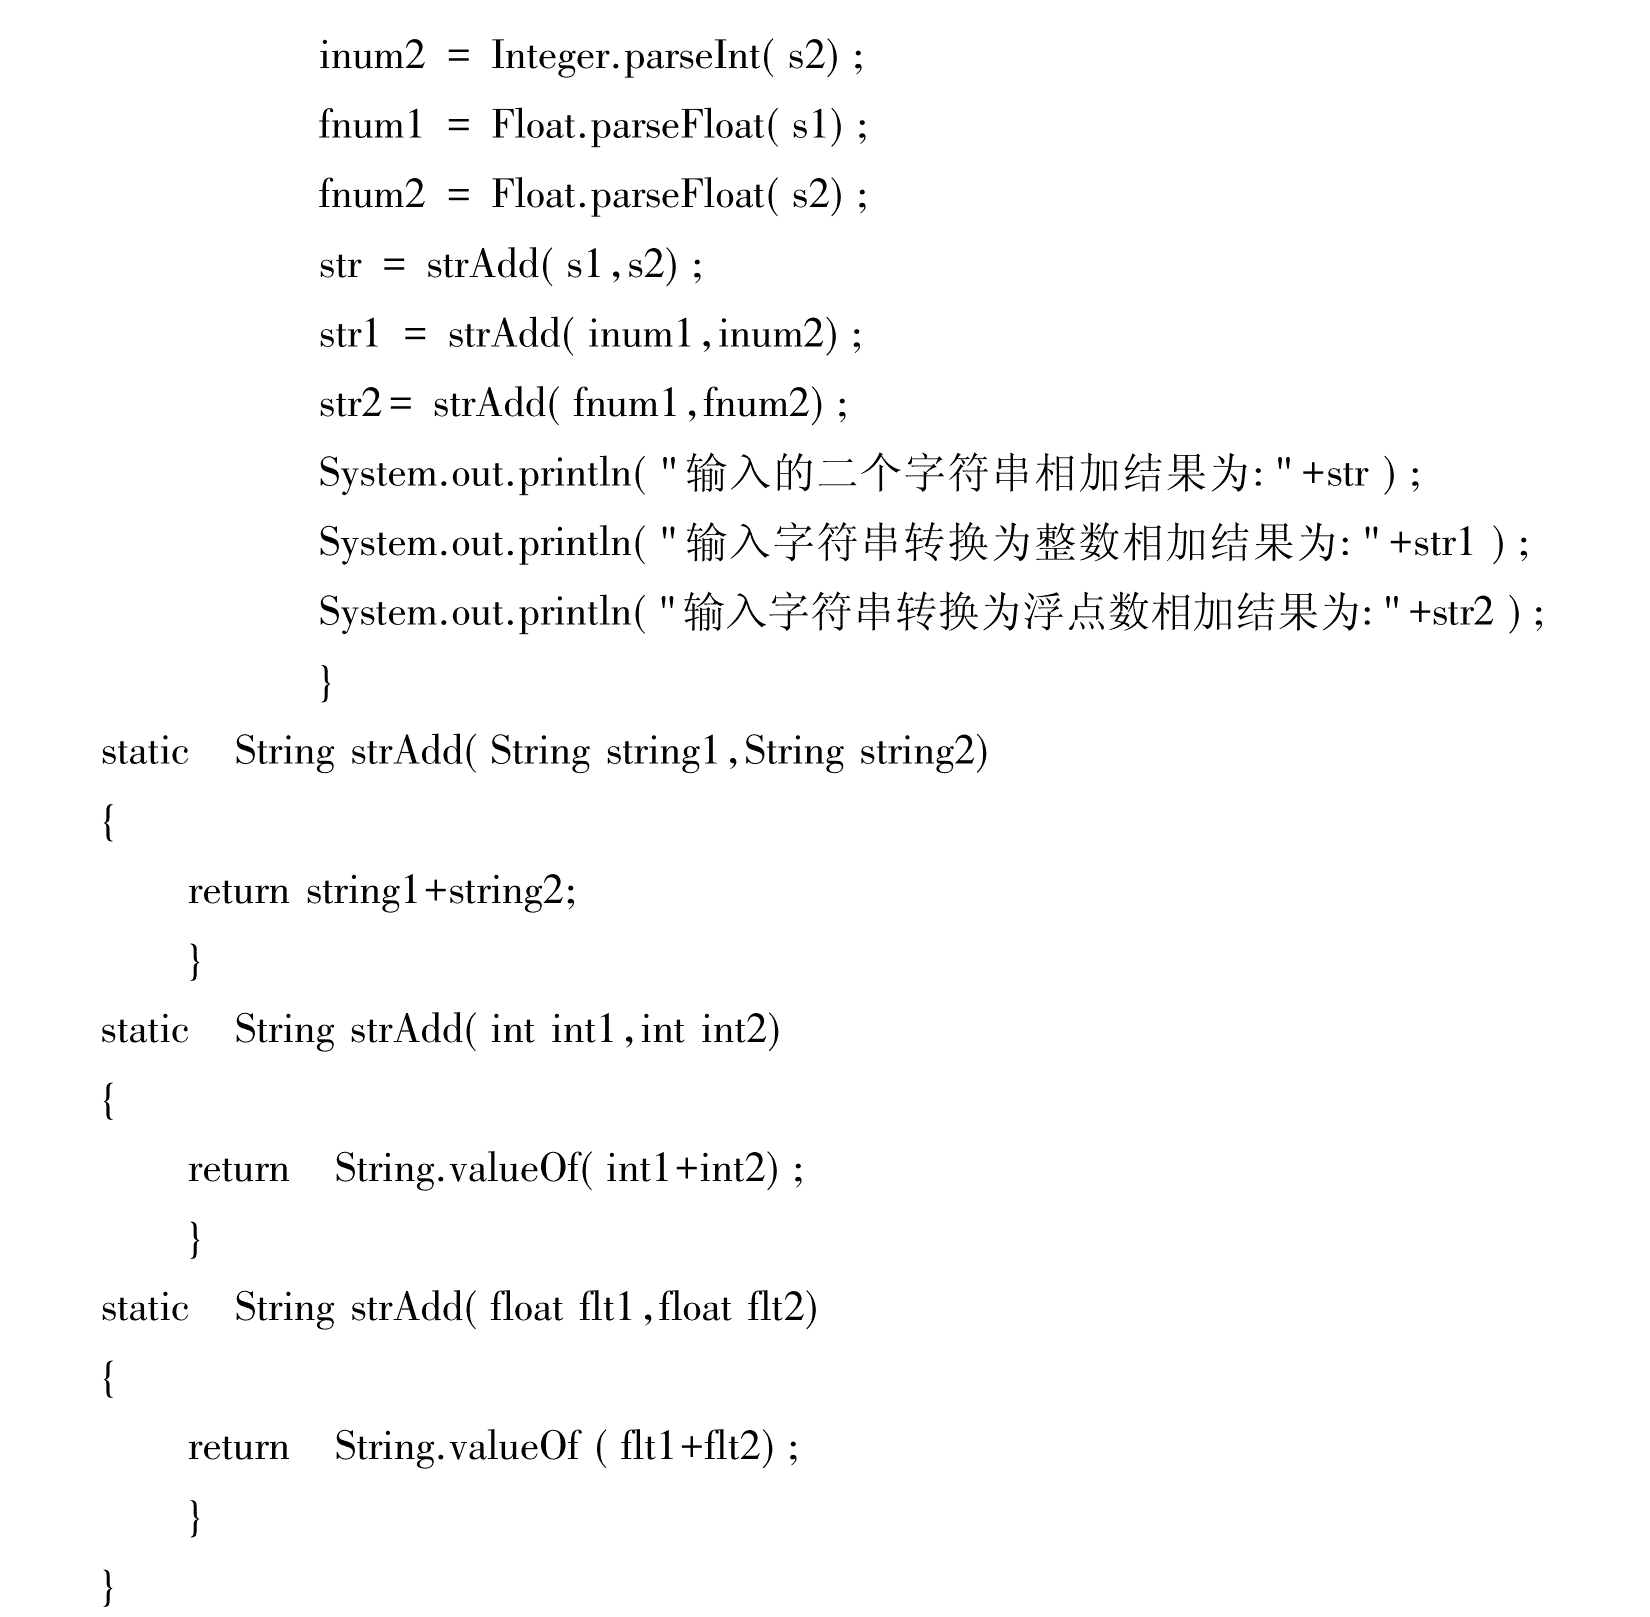 inum2 = Integer.parseInt( s2) ;
fnum1 = Float.parseFloat( s1) ;
fnum2 = Float.parseFloat( s2) ;
str = strAdd( s1,s2) ;
str1 = strAdd( inum1,inum2) ;
str2= strAdd( fnum1,fnum2) ;
System.out.println( "输入的二个字符串相加结果为:"+str ) ;
System.out.println( "输入字符串转换为整数相加结果为:"+str1 ) ;
System.out.println( "输入字符串转换为浮点数相加结果为:"+str2 ) ;
}
static String strAdd( String string1,String string2)
{
return string1+string2;
}
static String strAdd( int int1,int int2)
{
return String.valueOf( int1+int2) ;
}
static String strAdd( float flt1,float flt2)
{
return String.valueOf ( flt1+flt2) ;
}
}